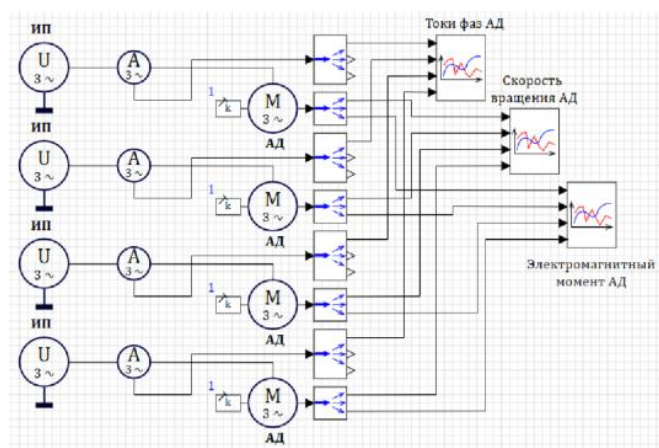 Токи фаз АД
ИП
U
3 ~
А
3 ~
Скорость
вращения АД
1
k
М
3 ~
АД
ИП
U
3 ~
А
3 ~
1
k
М
3 ~
АД
ИП
U
3 ~
А
3 ~
Электромагнитный
момент АД
1
k
М
3 ~
АД
ИП
U
3 ~
А
3 ~
1
k
М
3 ~
АД